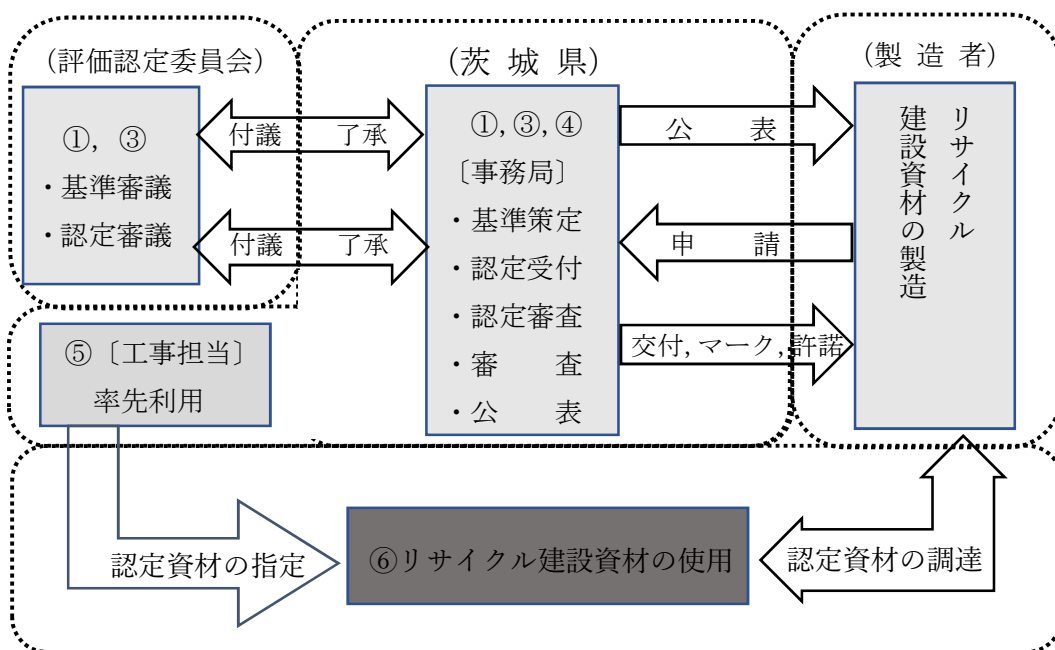 (評価認定委員会)
①, ③
・基準審議
・認定審議
付議 了承
付議 了承
(茨 城 県)
①,③,④
〔事務局〕
・基準策定
・認定受付
・認定審査
・審 査
・公 表
公 表
申 請
交付,マーク,許諾
(製 造 者)
リサイクル
建設資材の製造
⑤〔工事担当〕
率先利用
認定資材の指定
⑥リサイクル建設資材の使用
認定資材の調達